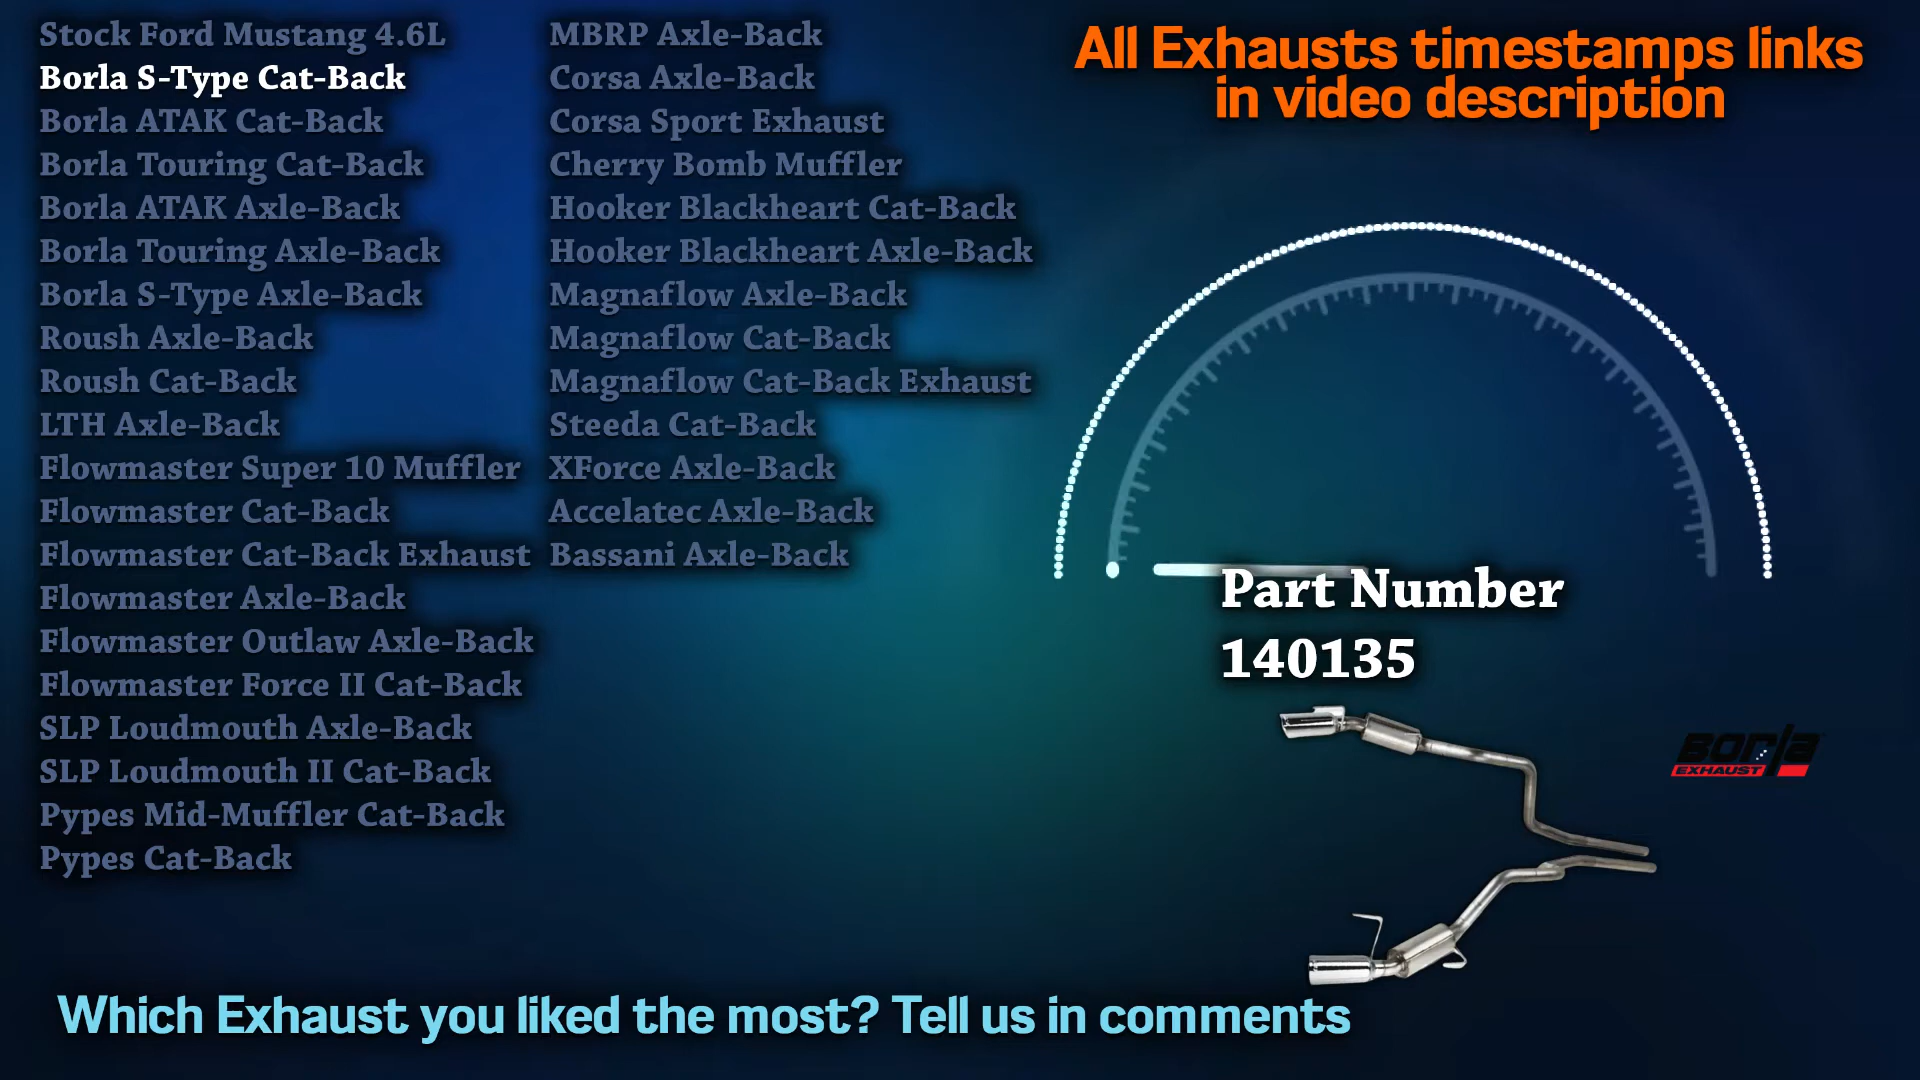 Stock Ford Mustang 4.6L
Borla S-Type Cat-Back
Borla ATAK Cat-Back
Borla Touring Cat-Back
Borla ATAK Axle-Back
Borla Touring Axle-Back
Borla S-Type Axle-Back
Roush Axle-Back
Roush Cat-Back
LTH Axle-Back
Flowmaster Super 10 Muffler
Flowmaster Cat-Back
Flowmaster Cat-Back Exhaust
Flowmaster Axle-Back
Flowmaster Outlaw Axle-Back
Flowmaster Force II Cat-Back
SLP Loudmouth Axle-Back
SLP Loudmouth II Cat-Back
Pypes Mid-Muffler Cat-Back
Pypes Cat-Back
MBRP Axle-Back
Corsa Axle-Back
Corsa Sport Exhaust
Cherry Bomb Muffler
Hooker Blackheart Cat-Back
Hooker Blackheart Axle-Back
Magnaflow Axle-Back
Magnaflow Cat-Back
Magnaflow Cat-Back Exhaust
Steeda Cat-Back
XForce Axle-Back
Accelatec Axle-Back
Bassani Axle-Back
All Exhausts timestamps links
in video description
Part Number
140135
Borla
EXHAUST
Which Exhaust you liked the most? Tell us in comments